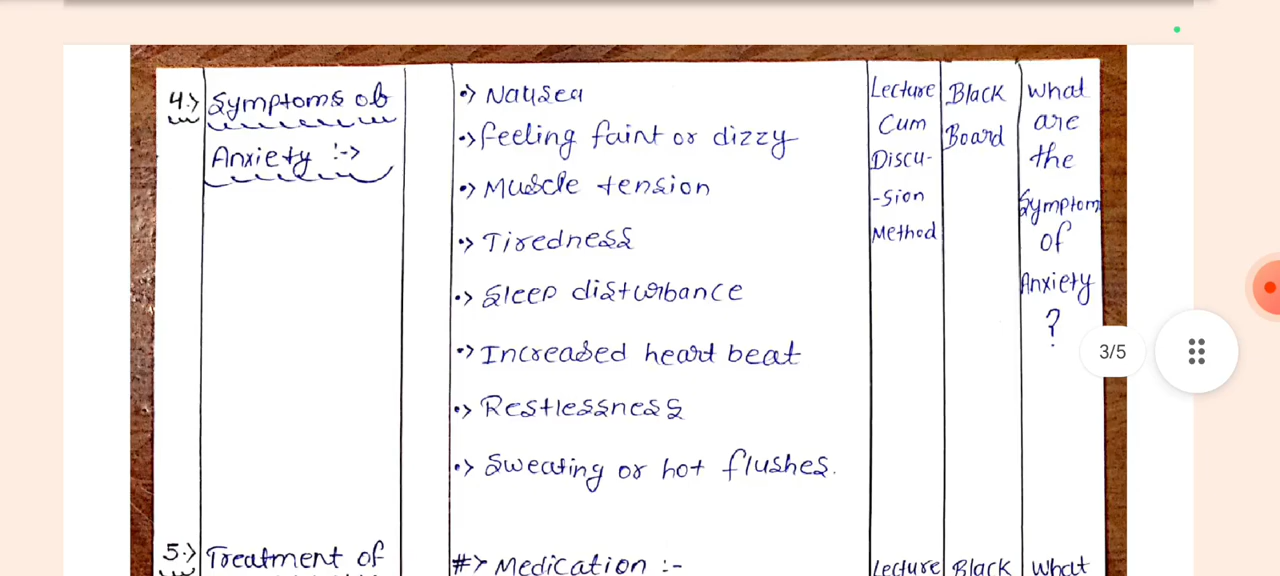 4.> Symptoms of
Anxiety :->
•> Nausea
•> Feeling faint or dizzy
•> Muscle tension
•> Tiredness
•> Sleep disturbance
•> Increased heart beat
•> Restlessness
•> Sweating or hot flushes.
Lecture
Cum
Discu-
-sion
Method
Black
Board
What
are
the
Symptom
of
Anxiety
?
3/5
5.> Treatment of
#> Medication :-
Lecture
Black
What